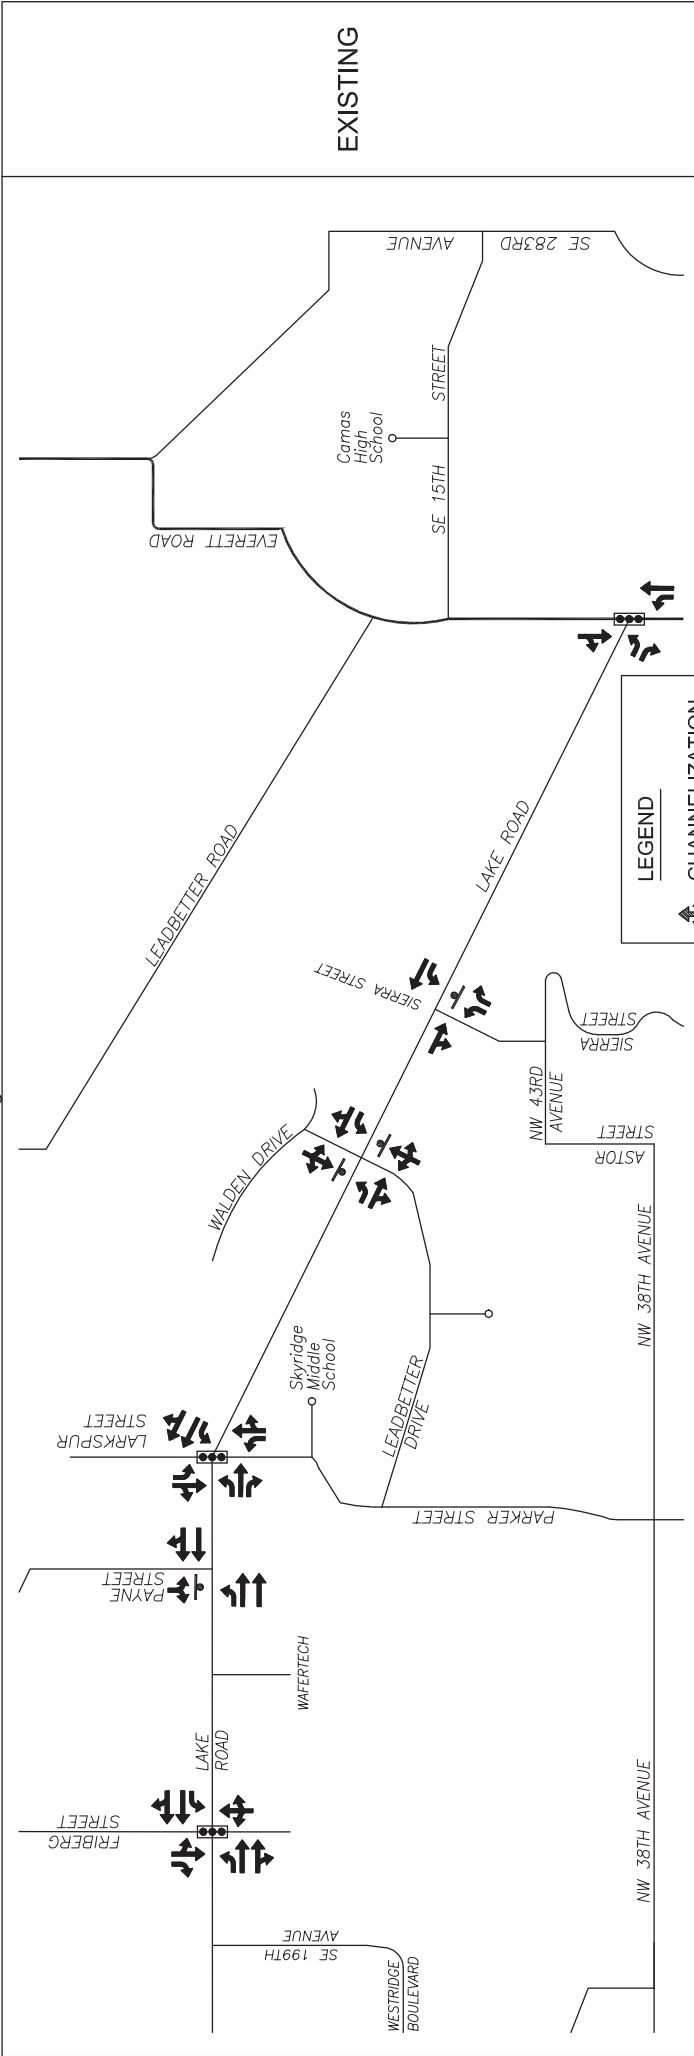 EXISTING
SE 283RD
AVENUE
SE 15TH
STREET
Camas
High
School
EVERETT ROAD
LEADBETTER ROAD
LAKE ROAD
LEGEND
SIERRA STREET
SIERRA
STREET
NW 43RD
AVENUE
ASTOR
STREET
WALDEN DRIVE
NW 38TH AVENUE
Skyridge
Middle
School
LEADBETTER
DRIVE
LARKSPUR
STREET
PARKER STREET
PAYNE
STREET
WAFERTECH
LAKE
ROAD
FRIBERG
STREET
NW 38TH AVENUE
SE 199TH
AVENUE
WESTRIDGE
BOULEVARD